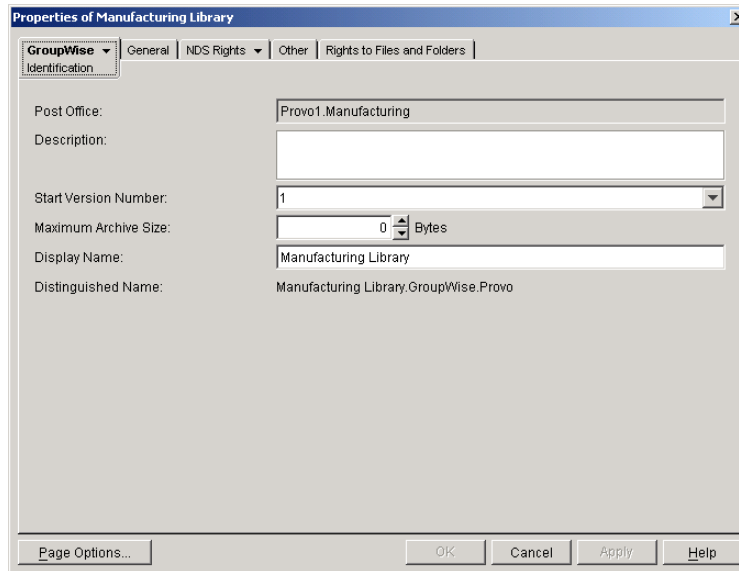 Properties of Manufacturing Library
GroupWise General NDS Rights Other Rights to Files and Folders
Identification
Post Office: Provo1.Manufacturing
Description:
Start Version Number: 1
Maximum Archive Size: 0 Bytes
Display Name: Manufacturing Library
Distinguished Name: Manufacturing Library.GroupWise.Provo
Page Options... OK Cancel Apply Help